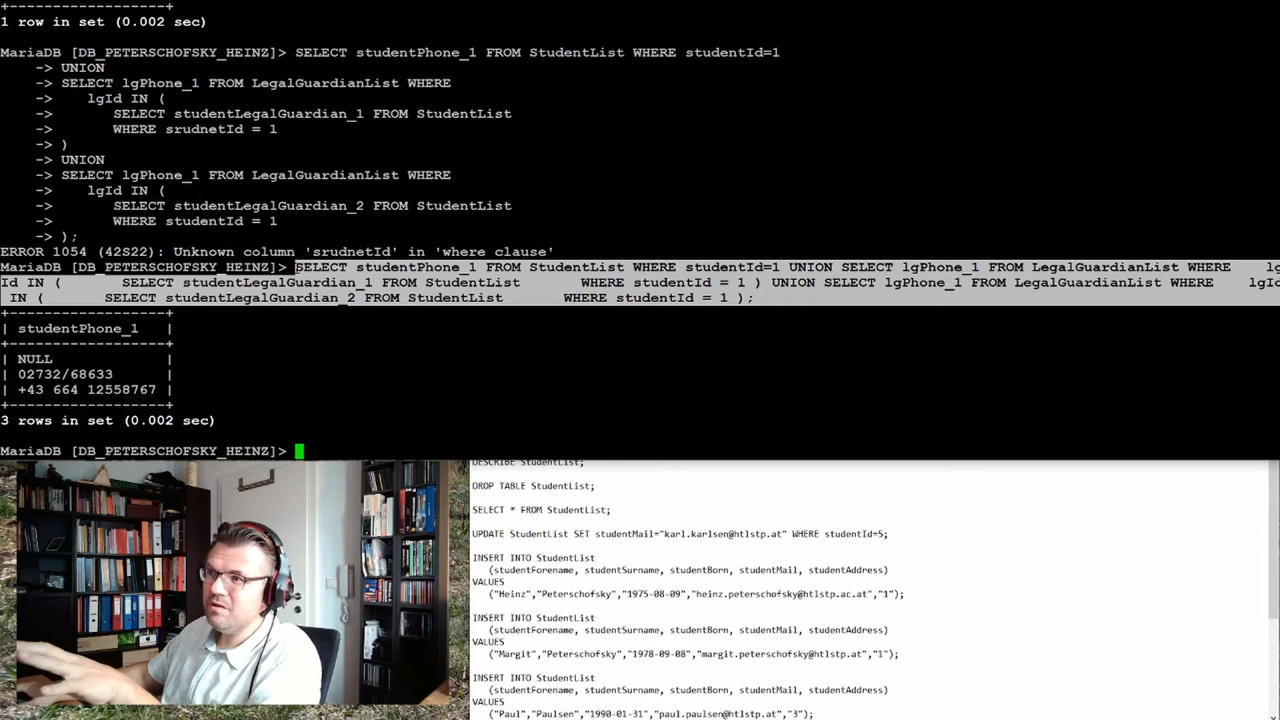 +------------------+
1 row in set (0.002 sec)
MariaDB [DB_PETERSCHOFSKY_HEINZ]> SELECT studentPhone_1 FROM StudentList WHERE studentId=1
    -> UNION
    -> SELECT lgPhone_1 FROM LegalGuardianList WHERE
    ->    lgId IN (
    ->       SELECT studentLegalGuardian_1 FROM StudentList
    ->       WHERE srudnetId = 1
    -> )
    -> UNION
    -> SELECT lgPhone_1 FROM LegalGuardianList WHERE
    ->    lgId IN (
    ->       SELECT studentLegalGuardian_2 FROM StudentList
    ->       WHERE studentId = 1
    -> );
ERROR 1054 (42S22): Unknown column 'srudnetId' in 'where clause'
MariaDB [DB_PETERSCHOFSKY_HEINZ]> SELECT studentPhone_1 FROM StudentList WHERE studentId=1 UNION SELECT lgPhone_1 FROM LegalGuardianList WHERE    lg
Id IN (       SELECT studentLegalGuardian_1 FROM StudentList       WHERE studentId = 1 ) UNION SELECT lgPhone_1 FROM LegalGuardianList WHERE    lgId
 IN (       SELECT studentLegalGuardian_2 FROM StudentList       WHERE studentId = 1 );
+------------------+
| studentPhone_1   |
+------------------+
| NULL             |
| 02732/68633      |
| +43 664 12558767 |
+------------------+
3 rows in set (0.002 sec)
MariaDB [DB_PETERSCHOFSKY_HEINZ]>
DESCRIBE StudentList;
DROP TABLE StudentList;
SELECT * FROM StudentList;
UPDATE StudentList SET studentMail="karl.karlsen@htlstp.at" WHERE studentId=5;
INSERT INTO StudentList
(studentForename, studentSurname, studentBorn, studentMail, studentAddress)
VALUES
("Heinz","Peterschofsky","1975-08-09","heinz.peterschofsky@htlstp.ac.at","1");
INSERT INTO StudentList
(studentForename, studentSurname, studentBorn, studentMail, studentAddress)
VALUES
("Margit","Peterschofsky","1978-09-08","margit.peterschofsky@htlstp.at","1");
INSERT INTO StudentList
(studentForename, studentSurname, studentBorn, studentMail, studentAddress)
VALUES
("Paul","Paulsen","1990-01-31","paul.paulsen@htlstp.at","3");